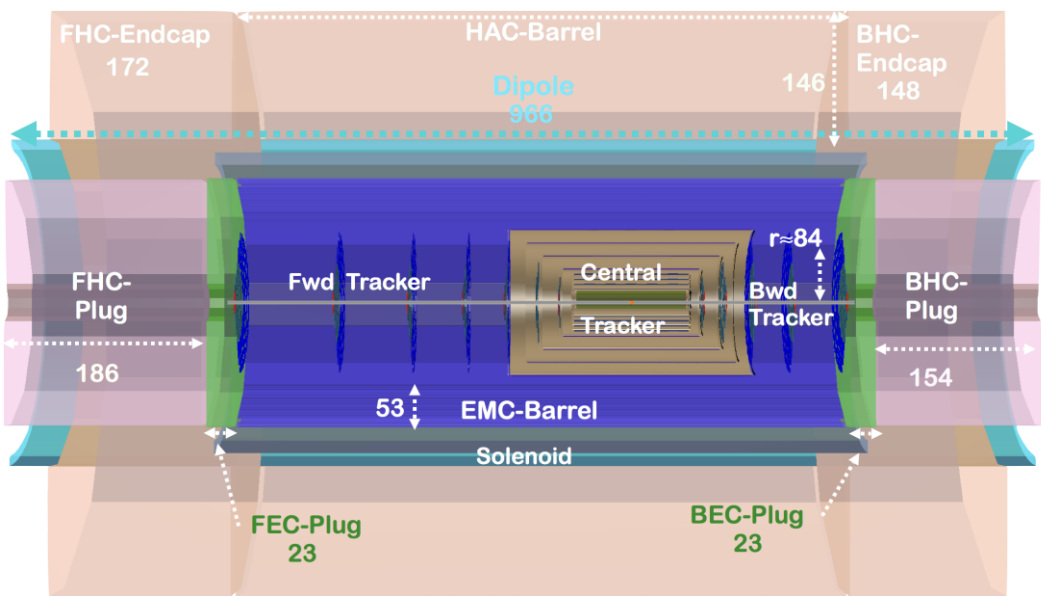 FHC-Endcap
172
HAC-Barrel
BHC-
Endcap
148
146
Dipole
966
r≈84
Fwd Tracker
Central
Tracker
Bwd
Tracker
FHC-
Plug
186
BHC-
Plug
154
53
EMC-Barrel
Solenoid
FEC-Plug
23
BEC-Plug
23